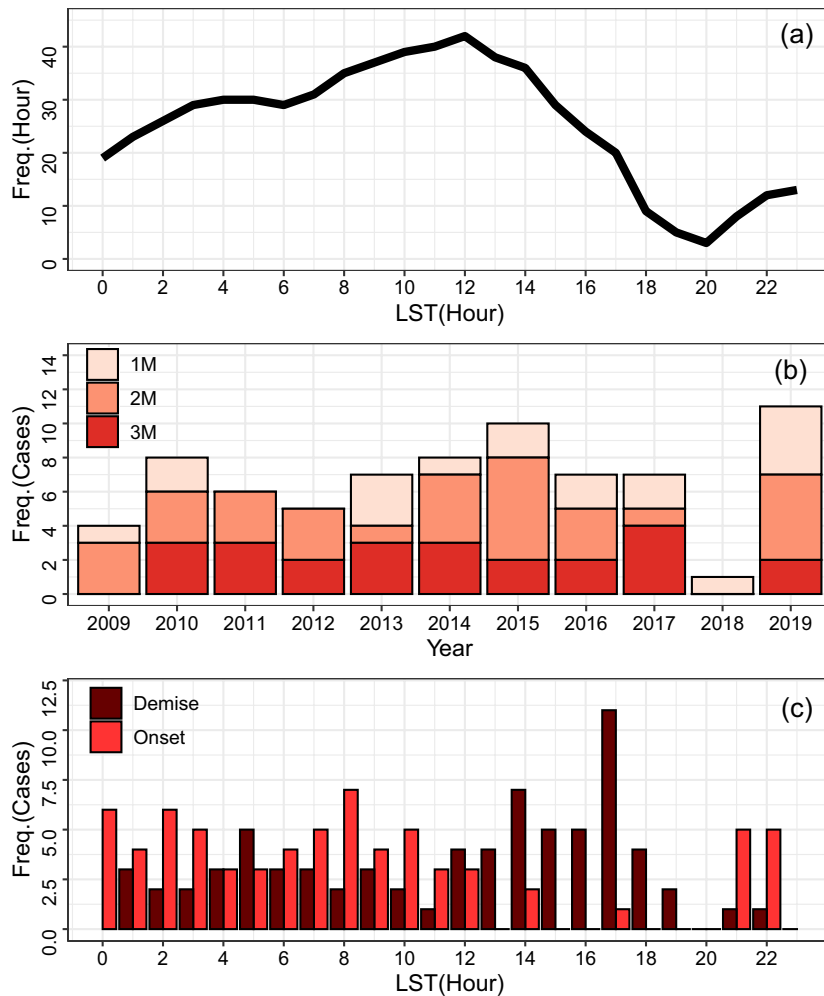 (a)
Freq.(Hour)
0 10 20 30 40
0 2 4 6 8 10 12 14 16 18 20 22
LST(Hour)
(b)
1M
2M
3M
Freq.(Cases)
0 2 4 6 8 10 12 14
2009 2010 2011 2012 2013 2014 2015 2016 2017 2018 2019
Year
(c)
Demise
Onset
Freq.(Cases)
0.0 2.5 5.0 7.5 10.0 12.5
0 2 4 6 8 10 12 14 16 18 20 22
LST(Hour)